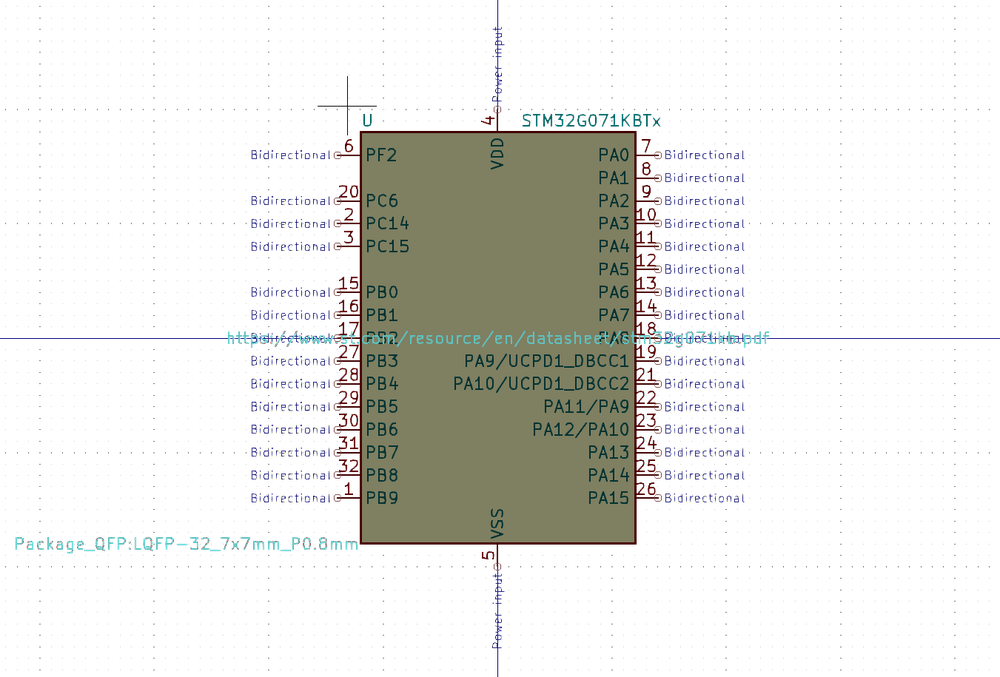 Power input
4
U STM32G071KBTx
VDD
Bidirectional 6 PF2 PA0 7 Bidirectional
PA1 8 Bidirectional
Bidirectional 20 PC6 PA2 9 Bidirectional
Bidirectional 2 PC14 PA3 10 Bidirectional
Bidirectional 3 PC15 PA4 11 Bidirectional
PA5 12 Bidirectional
Bidirectional 15 PB0 PA6 13 Bidirectional
Bidirectional 16 PB1 PA7 14 Bidirectional
Bidirectional 17 PB2 PA8 18 Bidirectional
https://www.st.com/resource/en/datasheet/stm32g071kb.pdf
Bidirectional 27 PB3 PA9/UCPD1_DBCC1 19 Bidirectional
Bidirectional 28 PB4 PA10/UCPD1_DBCC2 21 Bidirectional
Bidirectional 29 PB5 PA11/PA9 22 Bidirectional
Bidirectional 30 PB6 PA12/PA10 23 Bidirectional
Bidirectional 31 PB7 PA13 24 Bidirectional
Bidirectional 32 PB8 PA14 25 Bidirectional
Bidirectional 1 PB9 PA15 26 Bidirectional
VSS
Package_QFP:LQFP-32_7x7mm_P0.8mm
5
Power input